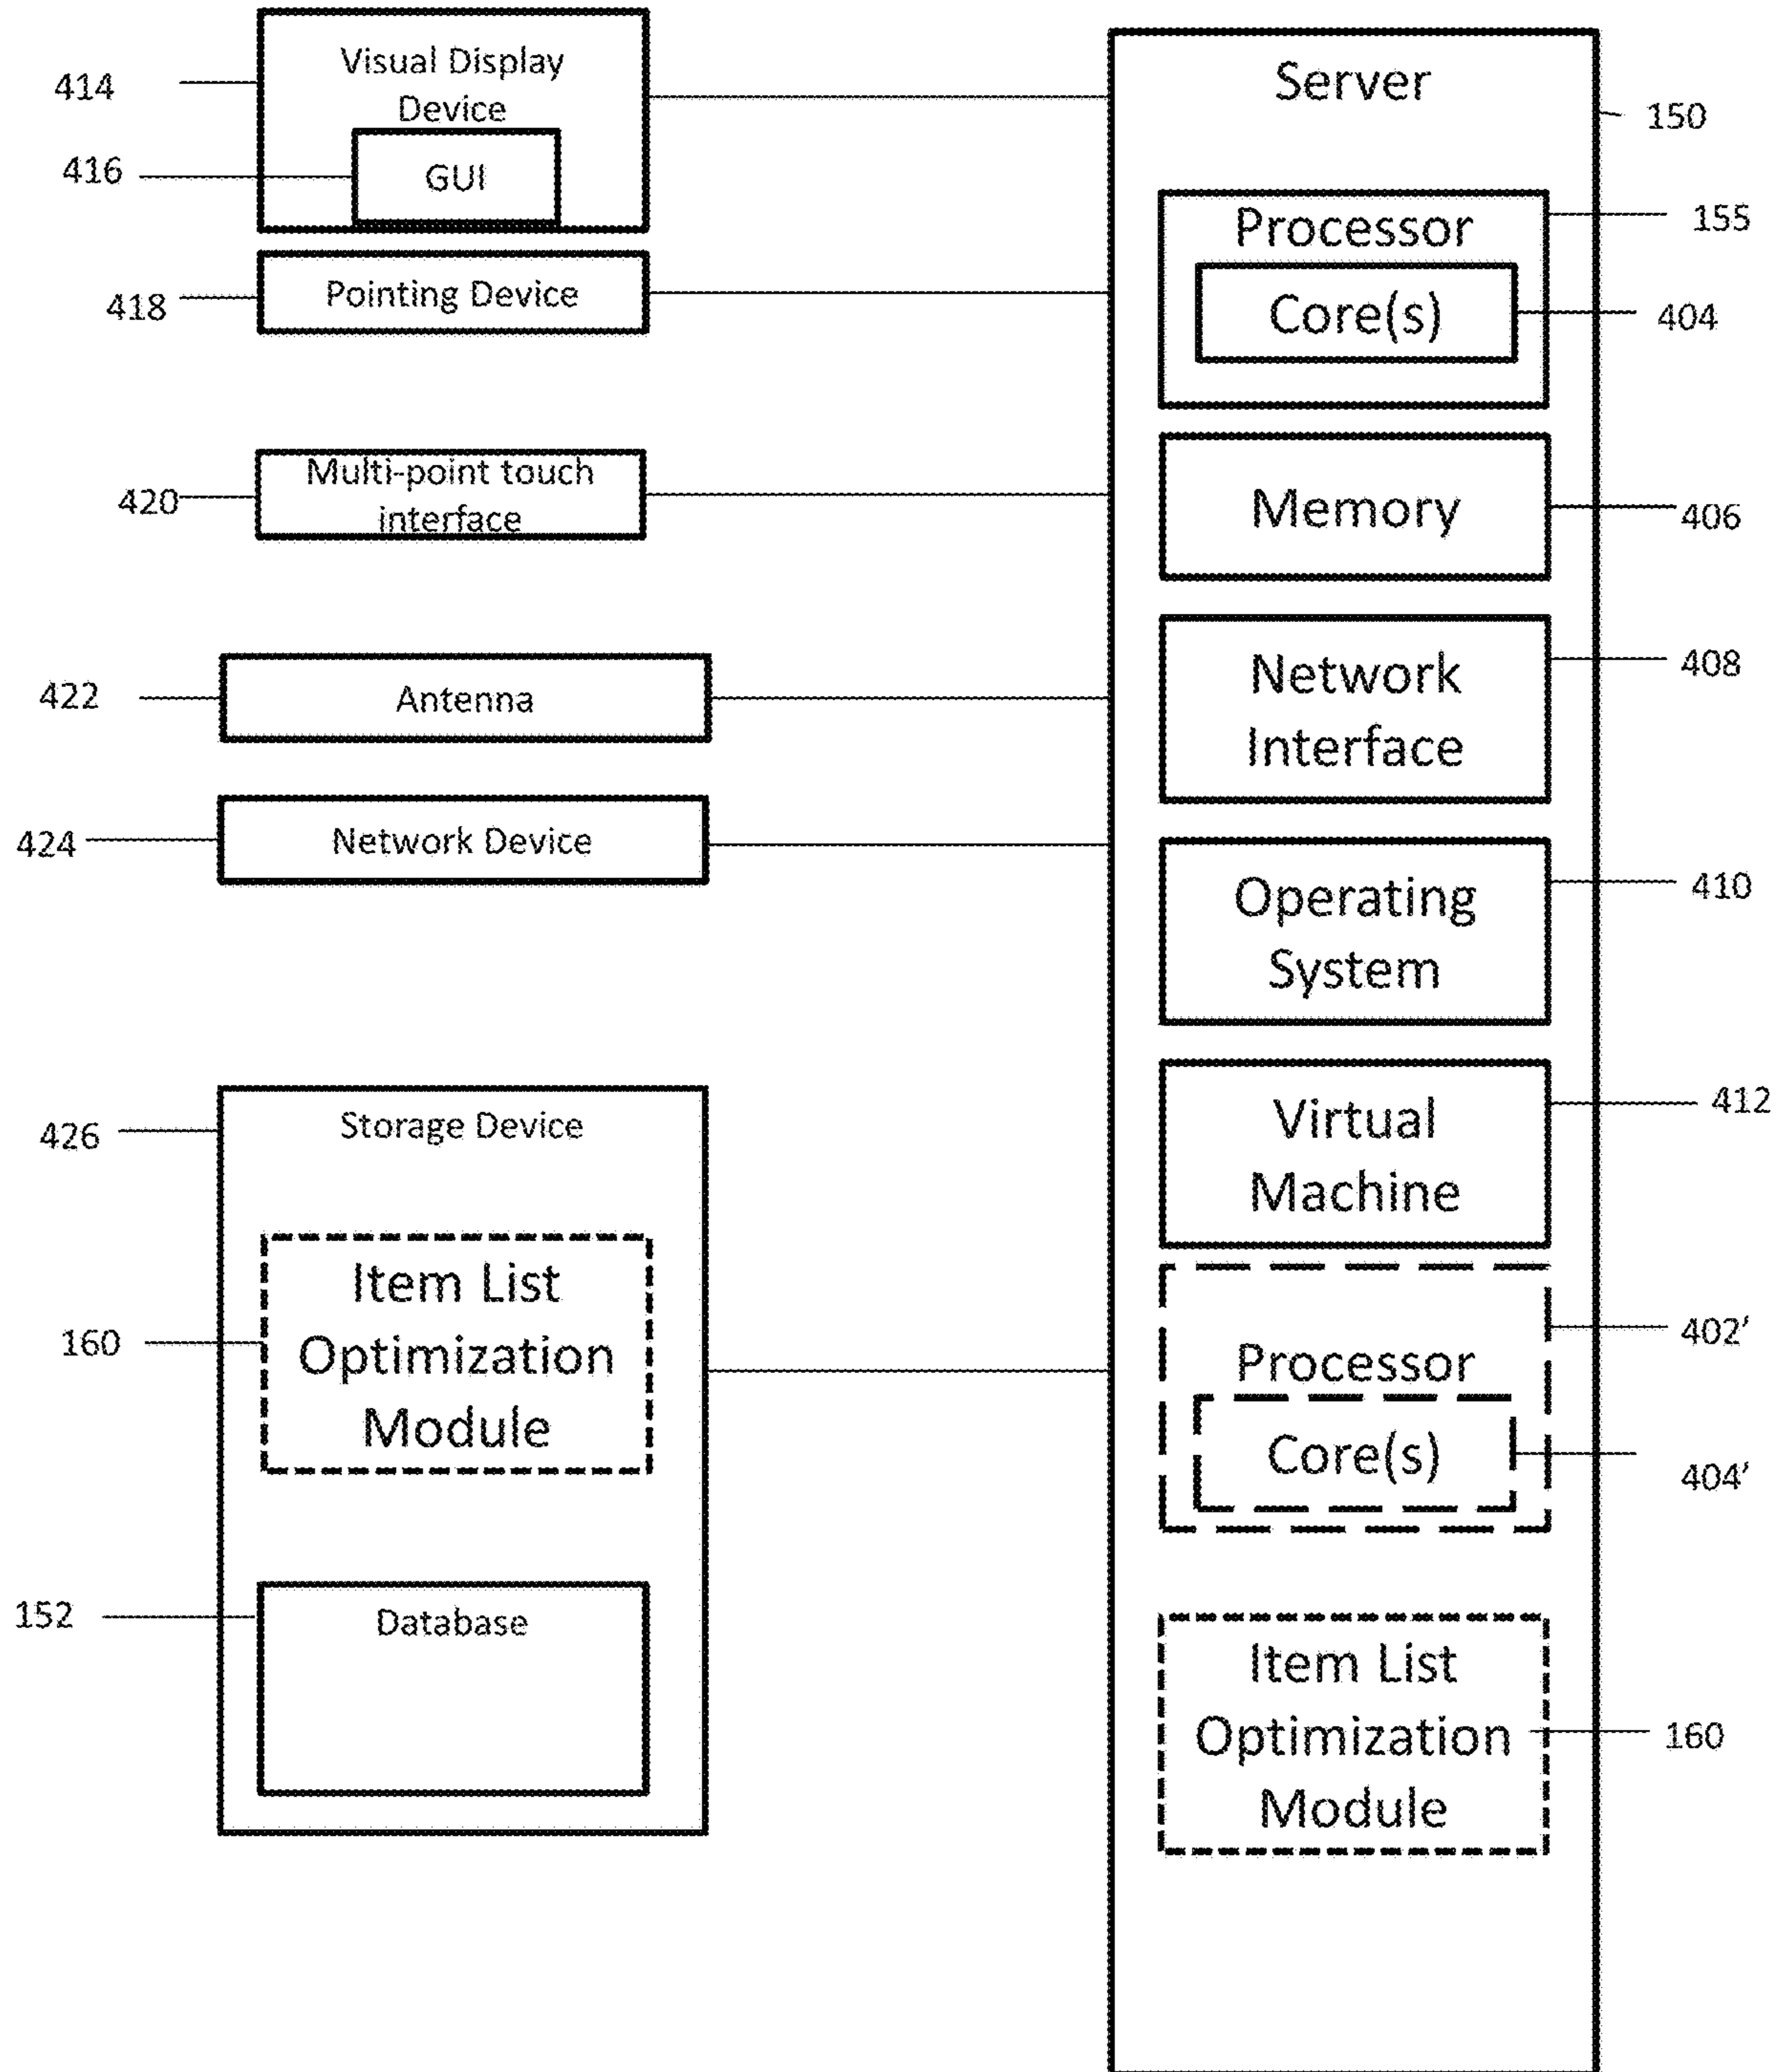 414
Visual Display
Device
416
GUI
418
Pointing Device
420
Multi-point touch
interface
422
Antenna
424
Network Device
426
Storage Device
160
Item List
Optimization
Module
152
Database
Server
150
Processor
155
Core(s)
404
Memory
406
Network
Interface
408
Operating
System
410
Virtual
Machine
412
Processor
402'
Core(s)
404'
Item List
Optimization
Module
160